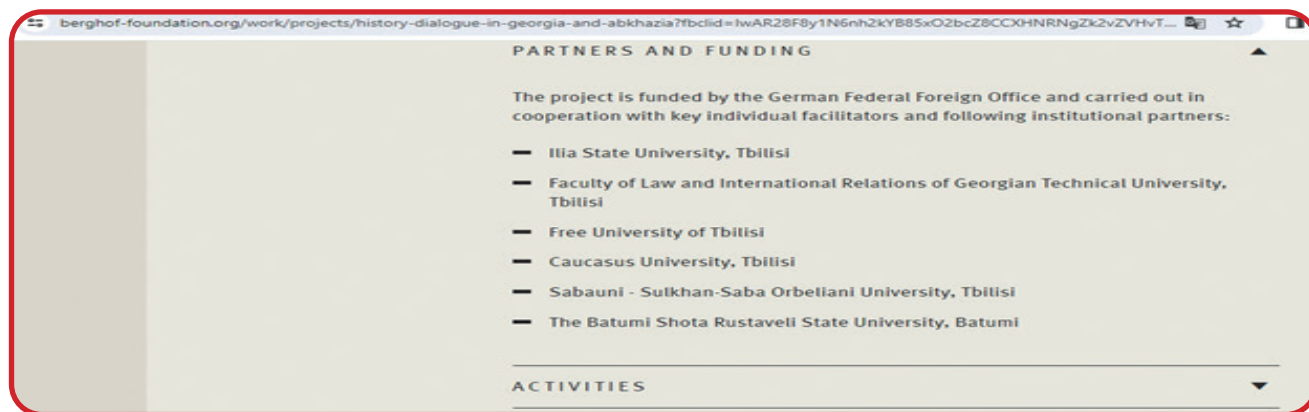 berghof-foundation.org/work/projects/history-dialogue-in-georgia-and-abkhazia?fbclid=IwAR28F8y1N6nh2kYB85xO2bcZ8CCXHNRNgZk2vZVHvT...
PARTNERS AND FUNDING
The project is funded by the German Federal Foreign Office and carried out in
cooperation with key individual facilitators and following institutional partners:
— Ilia State University, Tbilisi
— Faculty of Law and International Relations of Georgian Technical University,
Tbilisi
— Free University of Tbilisi
— Caucasus University, Tbilisi
— Sabauni - Sulkhan-Saba Orbeliani University, Tbilisi
— The Batumi Shota Rustaveli State University, Batumi
ACTIVITIES